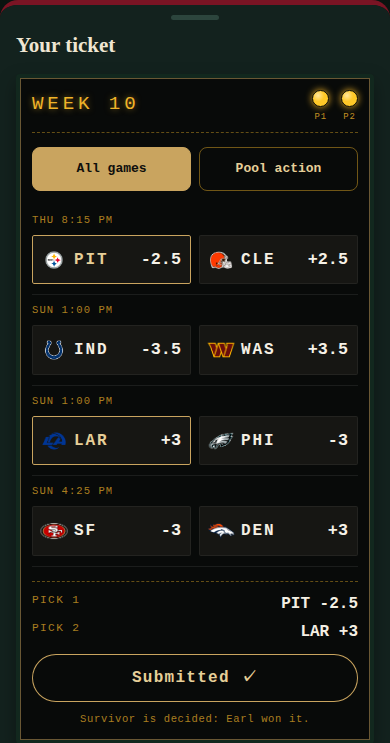 Your ticket
WEEK 10
P1 P2
All games Pool action
THU 8:15 PM
PIT -2.5 CLE +2.5
SUN 1:00 PM
IND -3.5 WAS +3.5
SUN 1:00 PM
LAR +3 PHI -3
SUN 4:25 PM
SF -3 DEN +3
PICK 1 PIT -2.5
PICK 2 LAR +3
Submitted ✓
Survivor is decided: Earl won it.